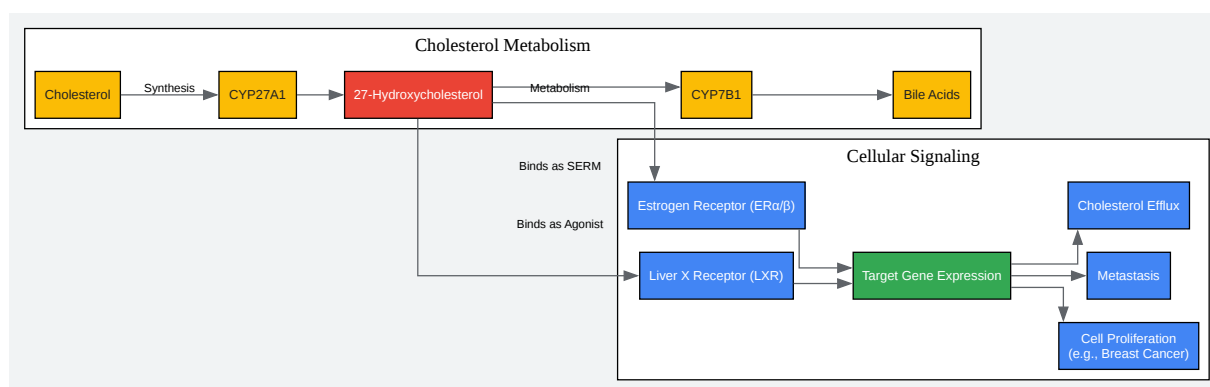 Cholesterol Metabolism
Cholesterol
Synthesis
CYP27A1
27-Hydroxycholesterol
Metabolism
CYP7B1
Bile Acids
Cellular Signaling
Binds as SERM
Estrogen Receptor (ERα/β)
Cholesterol Efflux
Binds as Agonist
Liver X Receptor (LXR)
Target Gene Expression
Metastasis
Cell Proliferation
(e.g., Breast Cancer)